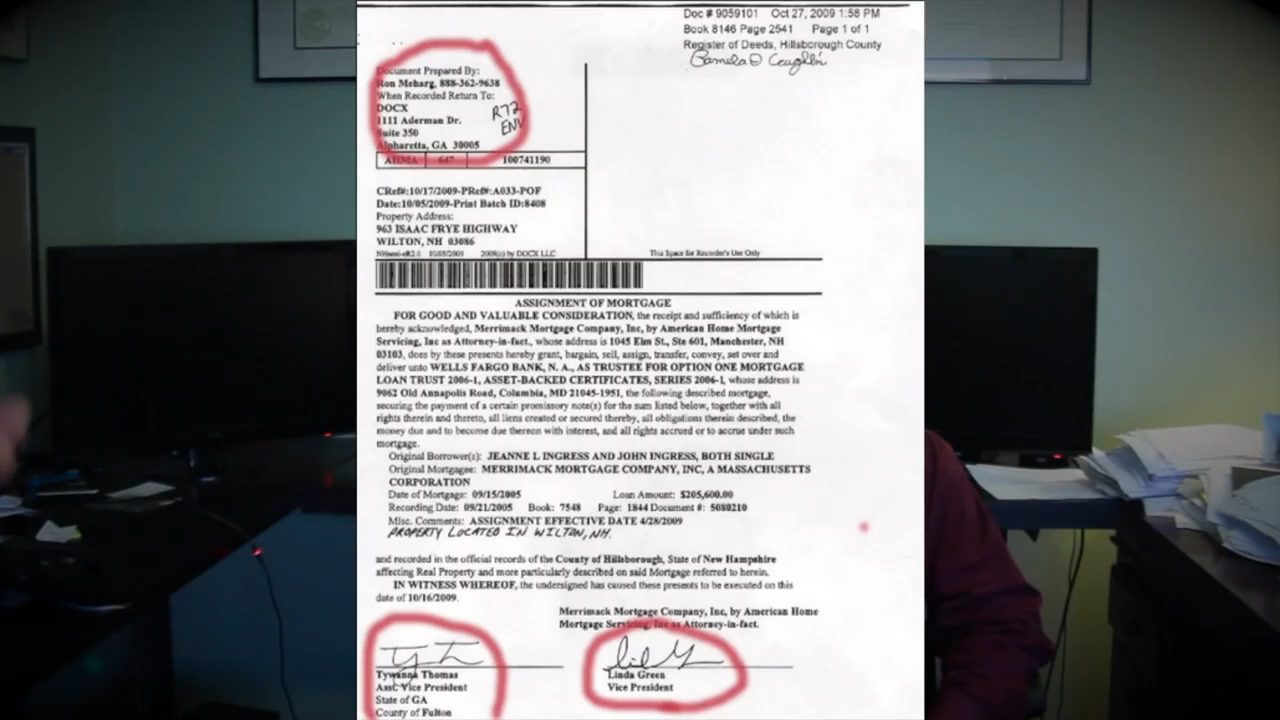 Doc # 9059101 Oct 27, 2009 1:58 PM
Book 8146 Page 2541 Page 1 of 1
Register of Deeds, Hillsborough County
Pamela D Coughlin
Document Prepared By:
Ron Meharg, 888-362-9638
When Recorded Return To:
DOCX
1111 Aderman Dr.
Suite 350
Alpharetta, GA 30005
R72
ENV
AHMA 647 100741190
CRef#:10/17/2009-PRef#:A033-POF
Date:10/05/2009-Print Batch ID:8408
Property Address:
963 ISAAC FRYE HIGHWAY
WILTON, NH 03086
10/05/2009 2009(c) by DOCX LLC
This Space for Recorder's Use Only
ASSIGNMENT OF MORTGAGE
FOR GOOD AND VALUABLE CONSIDERATION, the receipt and sufficiency of which is
hereby acknowledged, Merrimack Mortgage Company, Inc, by American Home Mortgage
Servicing, Inc as Attorney-in-fact., whose address is 1045 Elm St., Ste 601, Manchester, NH
03103, does by these presents hereby grant, bargain, sell, assign, transfer, convey, set over and
deliver unto WELLS FARGO BANK, N. A., AS TRUSTEE FOR OPTION ONE MORTGAGE
LOAN TRUST 2006-1, ASSET-BACKED CERTIFICATES, SERIES 2006-1, whose address is
9062 Old Annapolis Road, Columbia, MD 21045-1951, the following described mortgage,
securing the payment of a certain promissory note(s) for the sum listed below, together with all
rights therein and thereto, all liens created or secured thereby, all obligations therein described, the
money due and to become due thereon with interest, and all rights accrued or to accrue under such
mortgage.
Original Borrower(s): JEANNE L INGRESS AND JOHN INGRESS, BOTH SINGLE
Original Mortgagee: MERRIMACK MORTGAGE COMPANY, INC, A MASSACHUSETTS
CORPORATION
Date of Mortgage: 09/15/2005 Loan Amount: $205,600.00
Recording Date: 09/21/2005 Book: 7548 Page: 1844 Document #: 5080210
Misc. Comments: ASSIGNMENT EFFECTIVE DATE 4/28/2009
PROPERTY LOCATED IN WILTON, NH.
and recorded in the official records of the County of Hillsborough, State of New Hampshire
affecting Real Property and more particularly described on said Mortgage referred to herein.
IN WITNESS WHEREOF, the undersigned has caused these presents to be executed on this
date of 10/16/2009.
Merrimack Mortgage Company, Inc, by American Home
Mortgage Servicing, Inc as Attorney-in-fact.
Tywanna Thomas
Asst. Vice President
State of GA
County of Fulton
Linda Green
Vice President